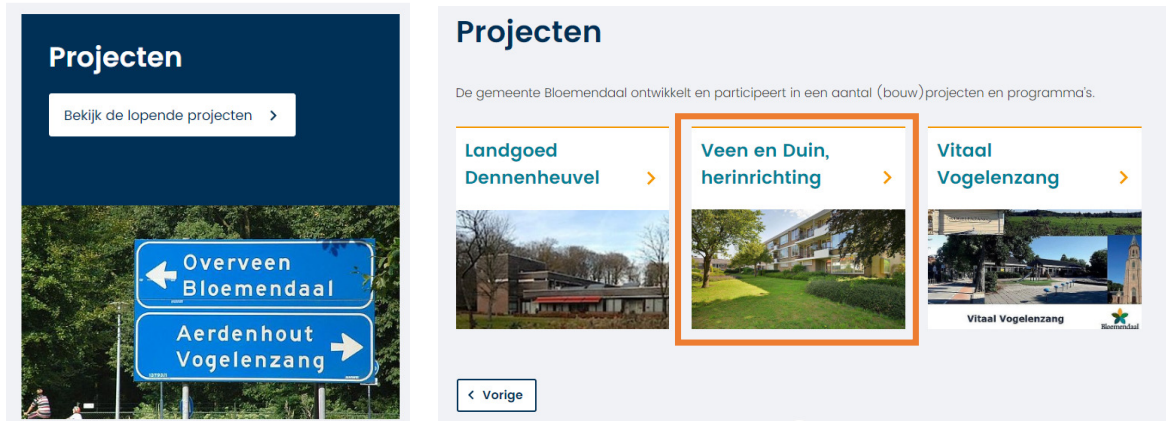 Projecten
Bekijk de lopende projecten >
Overveen
Bloemendaal
Aerdenhout
Vogelenzang
Projecten
De gemeente Bloemendaal ontwikkelt en participeert in een aantal (bouw)projecten en programma's.
Landgoed
Dennenheuvel >
Veen en Duin,
herinrichting >
Vitaal
Vogelenzang >
Vitaal Vogelenzang
Bloemendaal
< Vorige